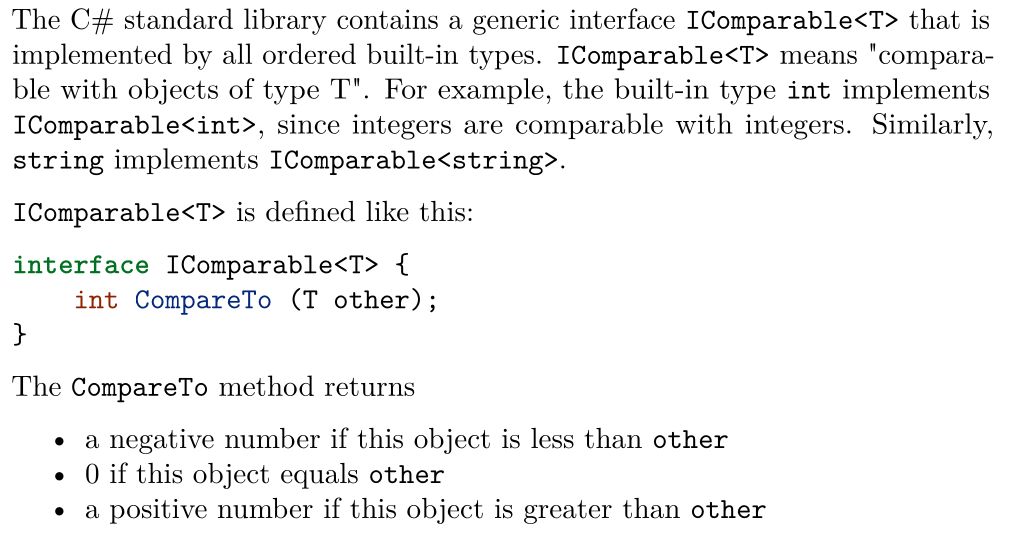 The C# standard library contains a generic interface IComparable<T> that is
implemented by all ordered built-in types. IComparable<T> means "compara-
ble with objects of type T". For example, the built-in type int implements
IComparable<int>, since integers are comparable with integers. Similarly,
string implements IComparable<string>.
IComparable<T> is defined like this:
interface IComparable<T> {
    int CompareTo (T other);
}
The CompareTo method returns
• a negative number if this object is less than other
• 0 if this object equals other
• a positive number if this object is greater than other